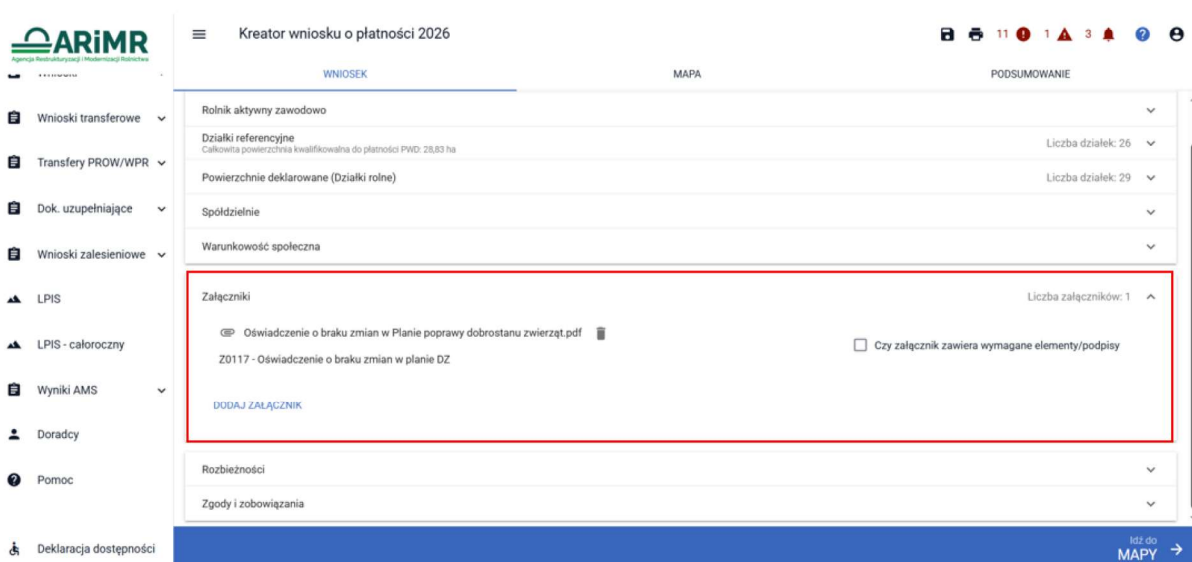 ARiMR
Agencja Restrukturyzacji i Modernizacji Rolnictwa
Kreator wniosku o płatności 2026
11 1 3
WNIOSEK MAPA PODSUMOWANIE
Wnioski transferowe
Transfery PROW/WPR
Dok. uzupełniające
Wnioski zalesieniowe
LPIS
LPIS - całoroczny
Wyniki AMS
Doradcy
Pomoc
Deklaracja dostępności
Rolnik aktywny zawodowo
Działki referencyjne
Całkowita powierzchnia kwalifikowalna do płatności PWD: 28,83 ha
Liczba działek: 26
Powierzchnie deklarowane (Działki rolne) Liczba działek: 29
Spółdzielnie
Warunkowość społeczna
Załączniki Liczba załączników: 1
Oświadczenie o braku zmian w Planie poprawy dobrostanu zwierząt.pdf
Z0117 - Oświadczenie o braku zmian w planie DZ
Czy załącznik zawiera wymagane elementy/podpisy
DODAJ ZAŁĄCZNIK
Rozbieżności
Zgody i zobowiązania
Idź do
MAPY